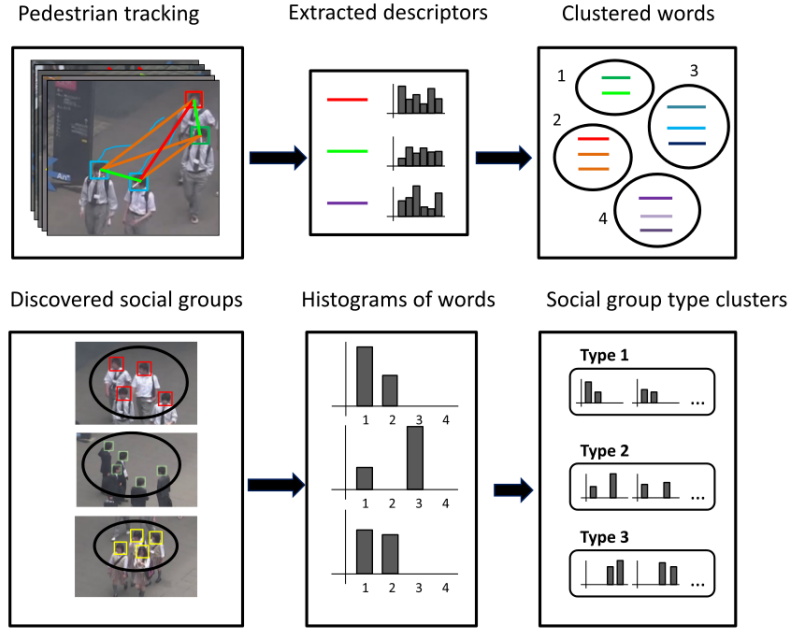 Pedestrian tracking
Extracted descriptors
Clustered words
1
2
3
4
Discovered social groups
Histograms of words
Social group type clusters
1 2 3 4
1 2 3 4
1 2 3 4
Type 1
...
Type 2
...
Type 3
...